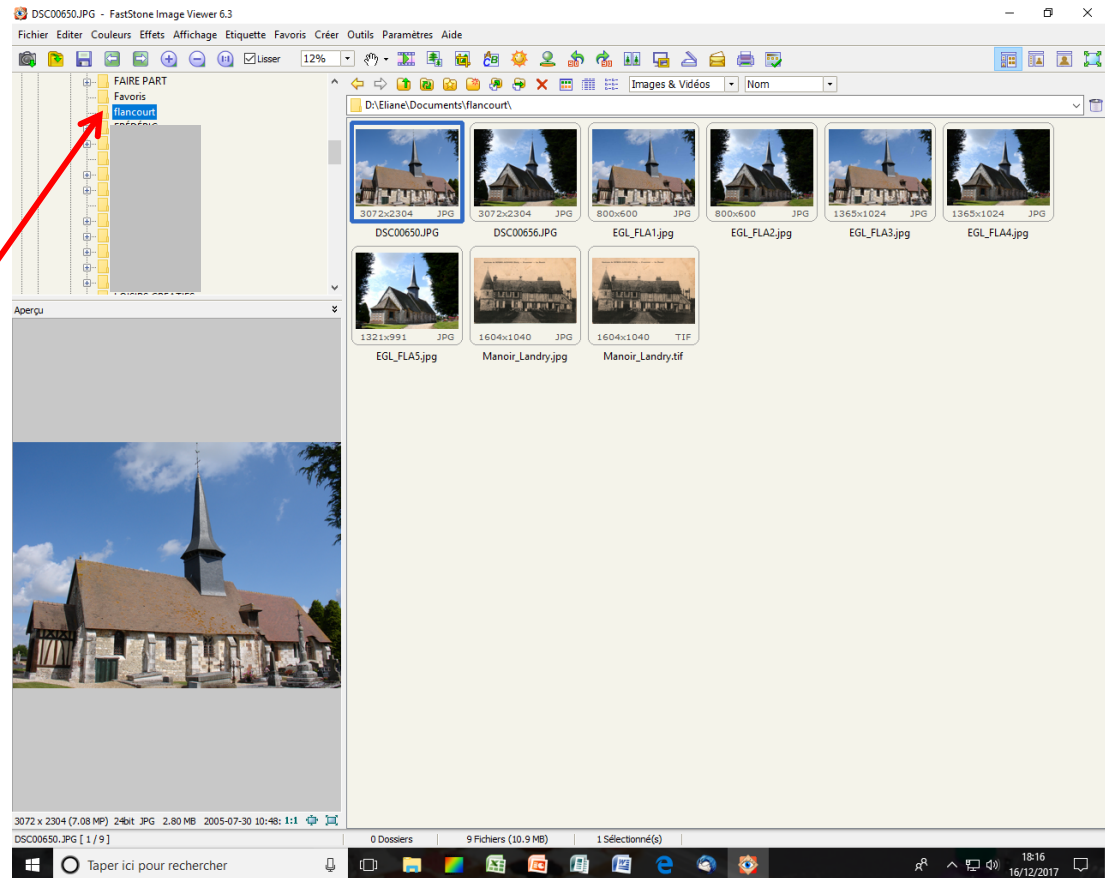 DSC00650.JPG - FastStone Image Viewer 6.3
Fichier Editer Couleurs Effets Affichage Etiquette Favoris Créer Outils Paramètres Aide
Lisser 12%
Images & Vidéos Nom
FAIRE PART
Favoris
flancourt
FRÉDÉRIC
LOISIRS CREATIFS
D:\Eliane\Documents\flancourt\
3072x2304 JPG 3072x2304 JPG 800x600 JPG 800x600 JPG 1365x1024 JPG 1365x1024 JPG
DSC00650.JPG DSC00656.JPG EGL_FLA1.jpg EGL_FLA2.jpg EGL_FLA3.jpg EGL_FLA4.jpg
1321x991 JPG 1604x1040 JPG 1604x1040 TIF
EGL_FLA5.jpg Manoir_Landry.jpg Manoir_Landry.tif
Aperçu
3072 x 2304 (7.08 MP) 24bit JPG 2.80 MB 2005-07-30 10:48: 1:1
DSC00650.JPG [ 1 / 9 ] 0 Dossiers 9 Fichiers (10.9 MB) 1 Sélectionné(s)
Taper ici pour rechercher
18:16
16/12/2017